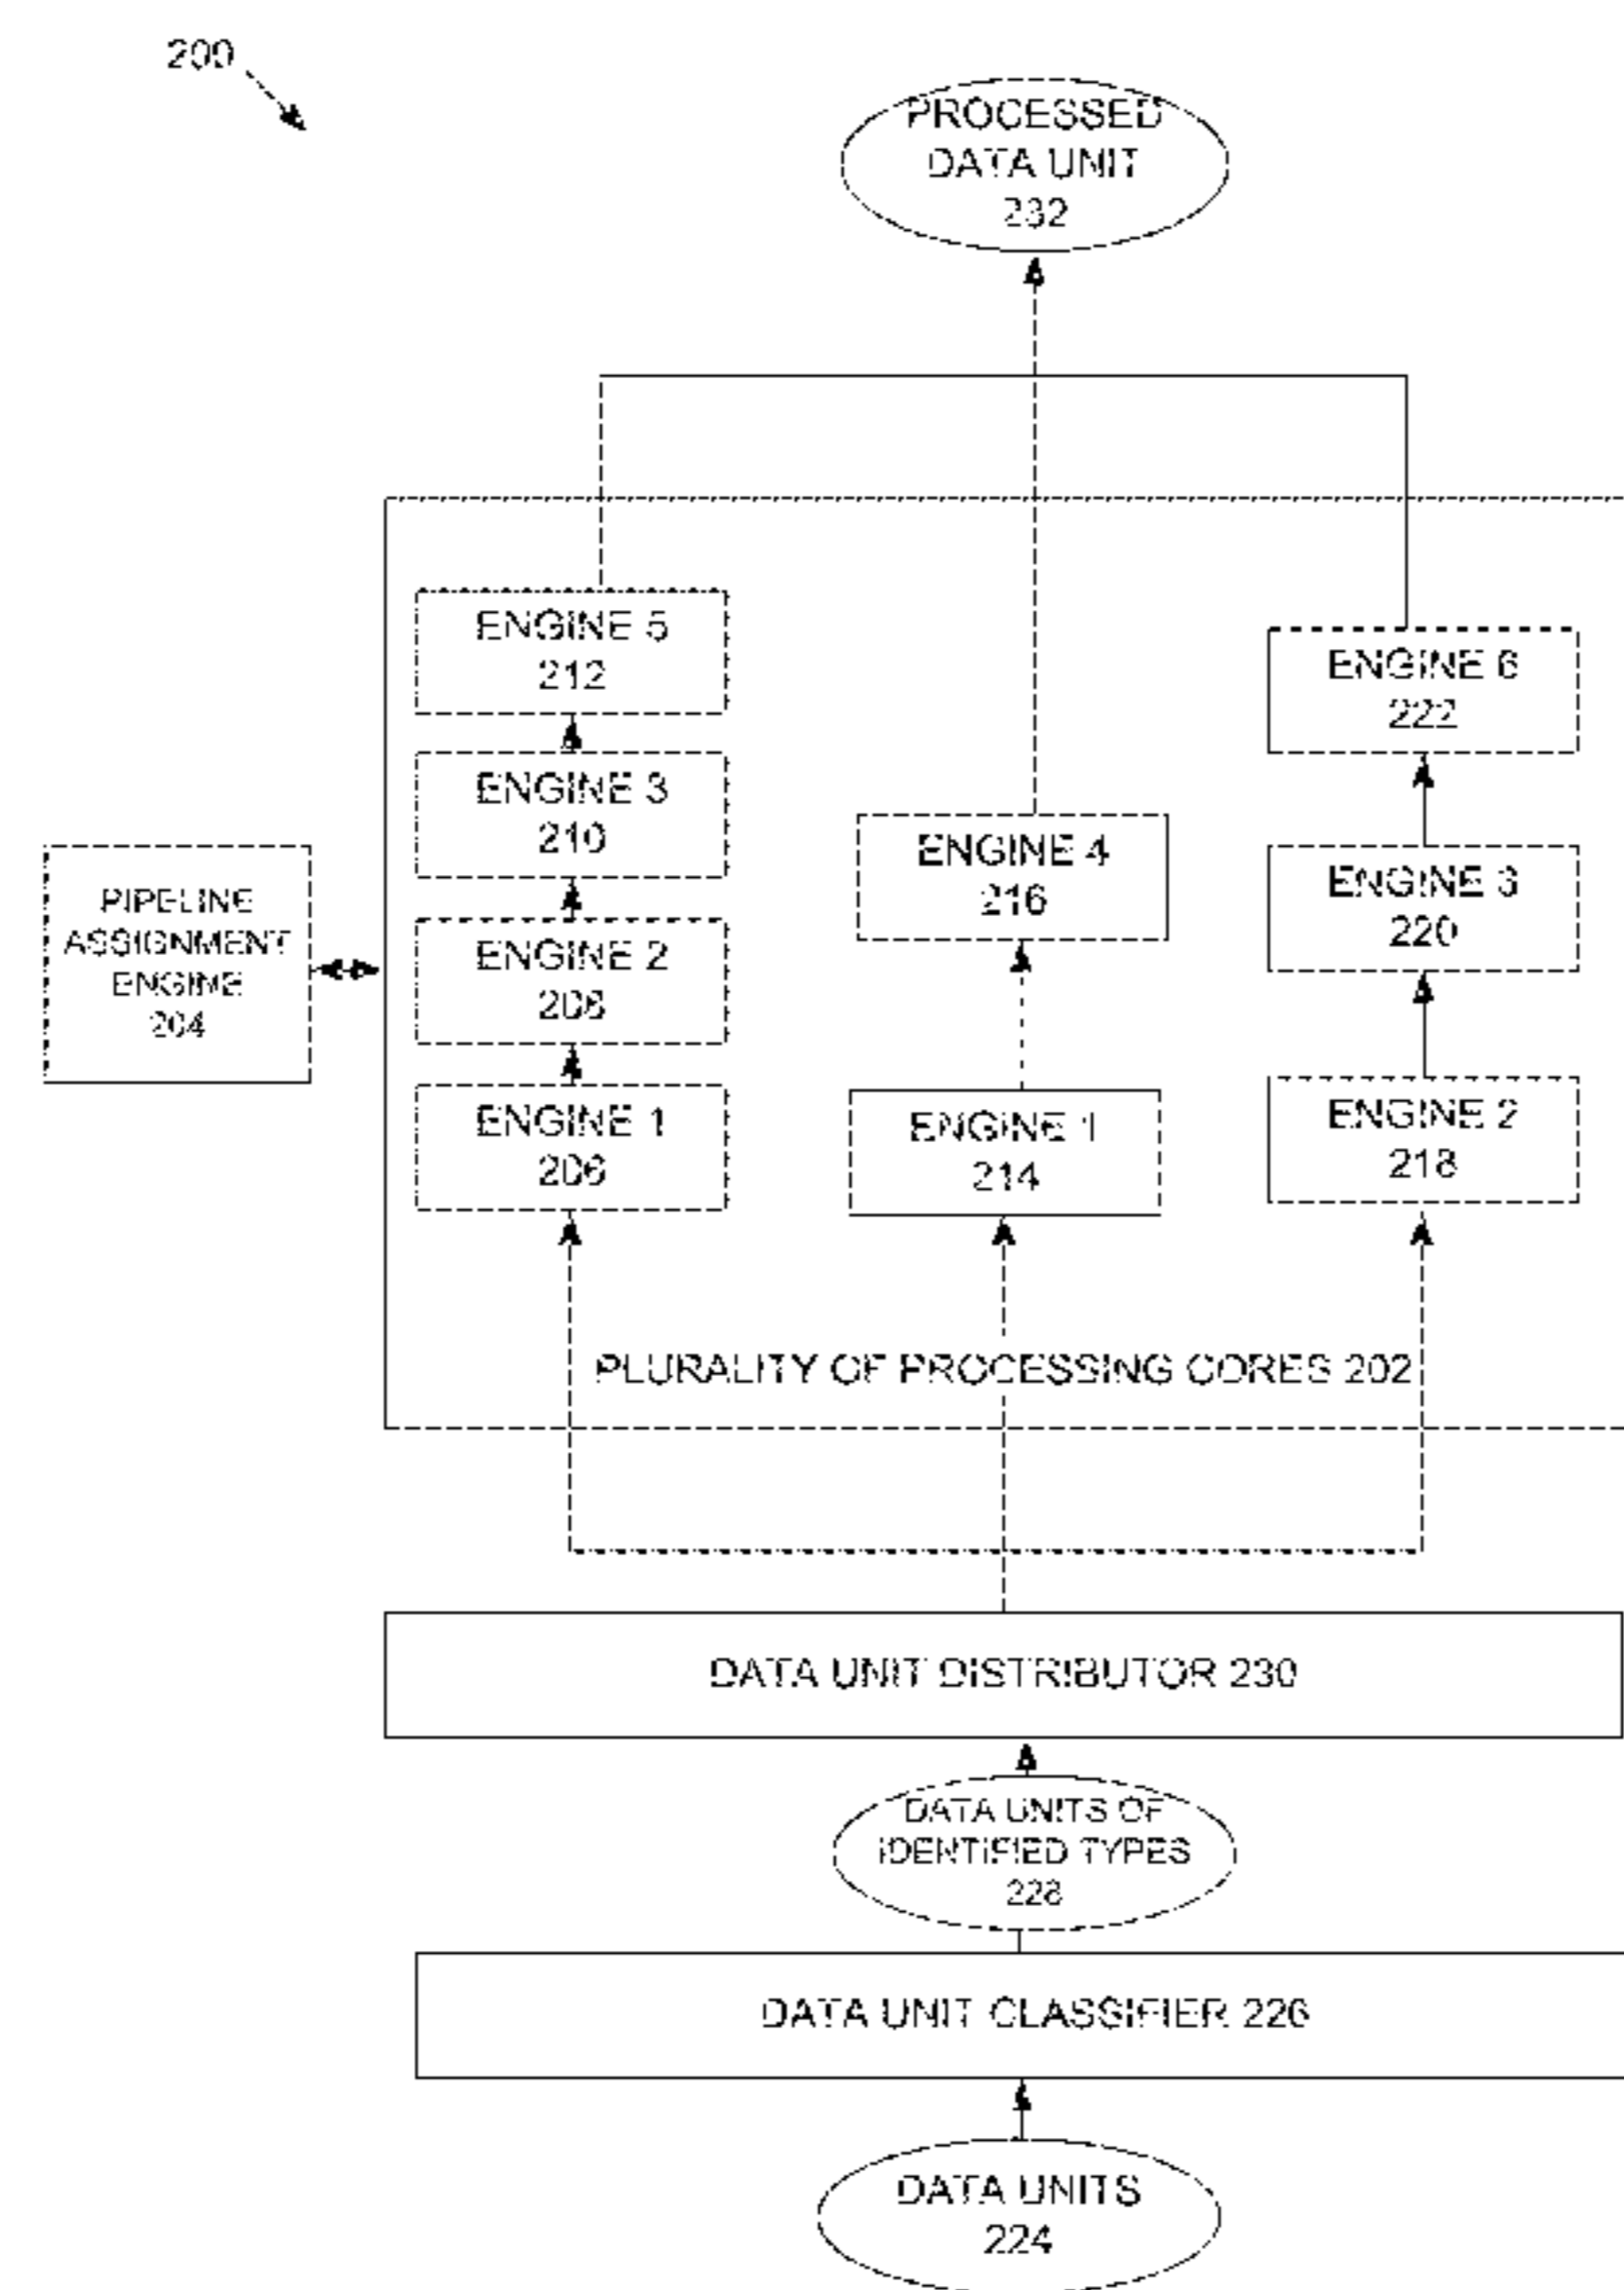 200
PROCESSED
DATA UNIT
232
ENGINE 5
212
ENGINE 3
210
ENGINE 2
208
ENGINE 1
206
ENGINE 4
216
ENGINE 1
214
ENGINE 6
222
ENGINE 3
220
ENGINE 2
218
PIPELINE
ASSIGNMENT
ENGINE
204
PLURALITY OF PROCESSING CORES 202
DATA UNIT DISTRIBUTOR 230
DATA UNITS OF
IDENTIFIED TYPES
228
DATA UNIT CLASSIFIER 226
DATA UNITS
224